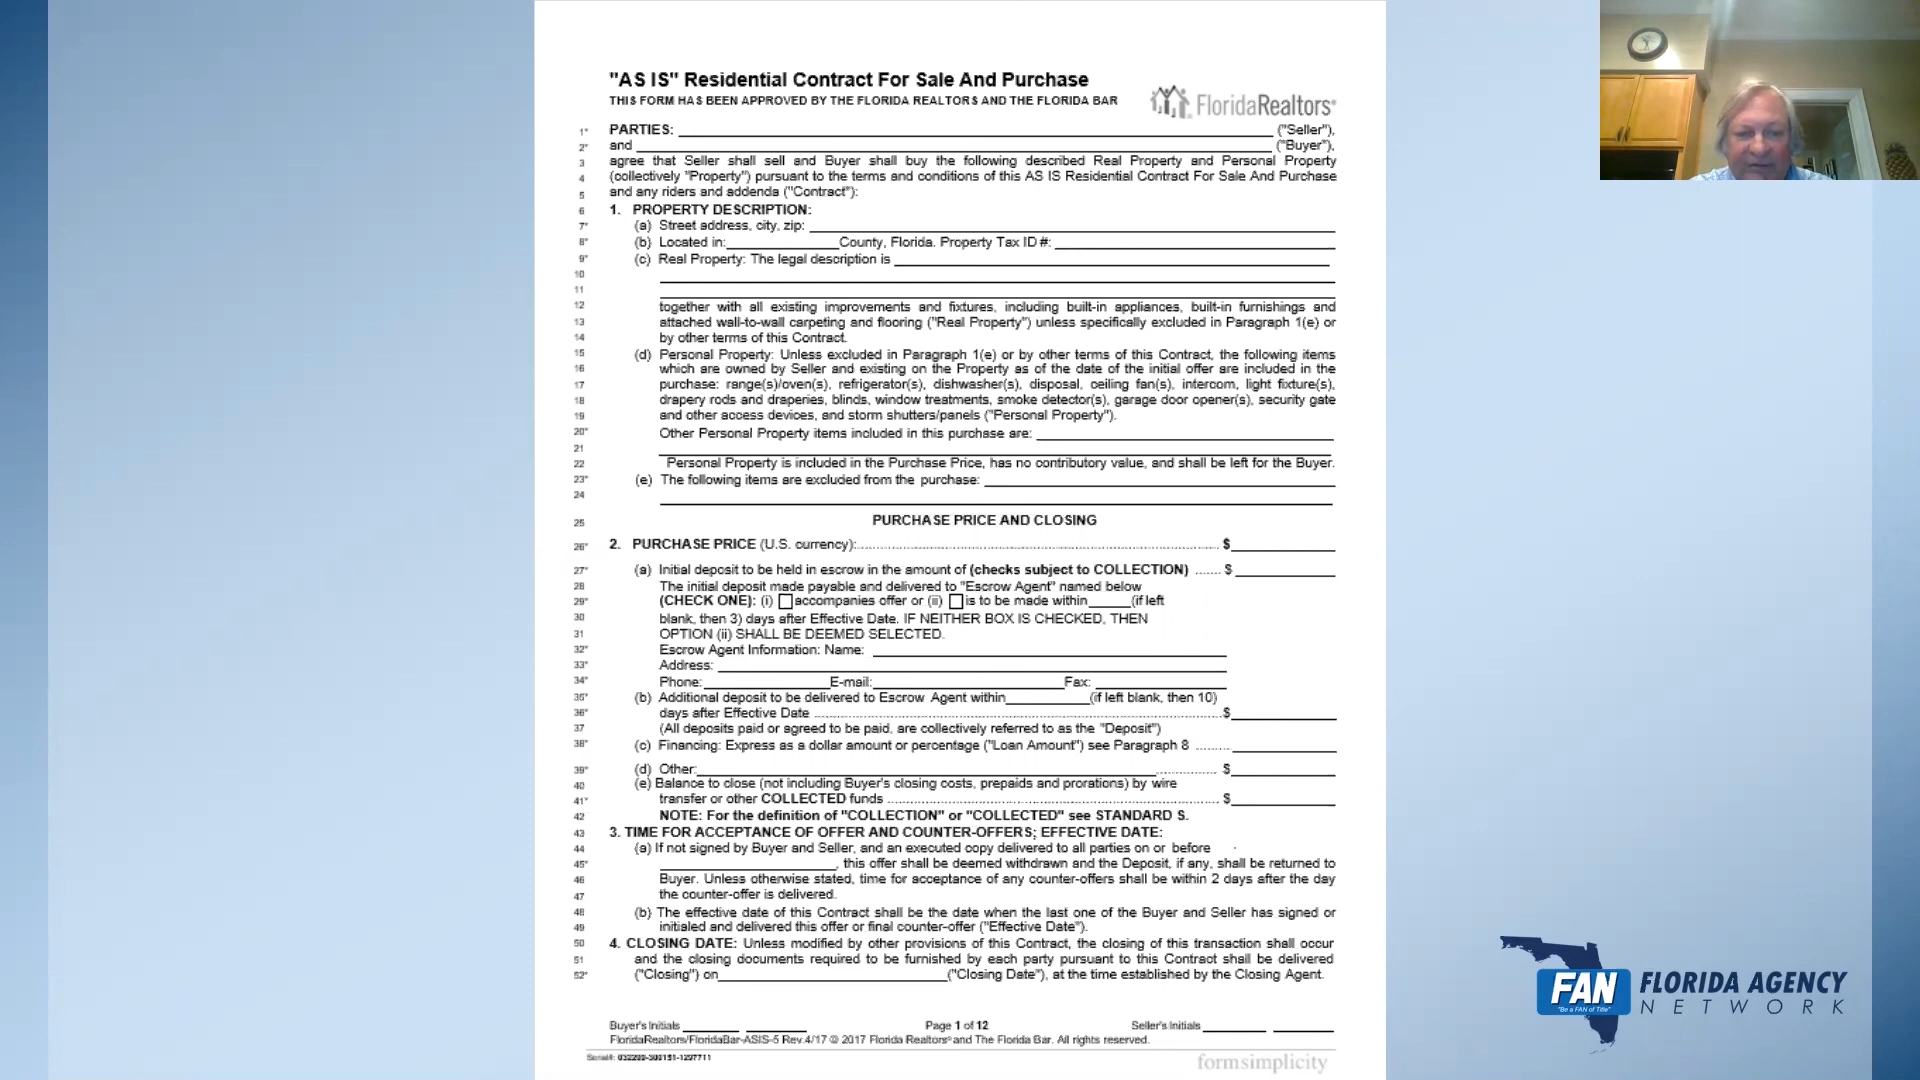 "AS IS" Residential Contract For Sale And Purchase
THIS FORM HAS BEEN APPROVED BY THE FLORIDA REALTORS AND THE FLORIDA BAR
FloridaRealtors®
1* PARTIES: ("Seller"),
2* and ("Buyer"),
3 agree that Seller shall sell and Buyer shall buy the following described Real Property and Personal Property
4 (collectively "Property") pursuant to the terms and conditions of this AS IS Residential Contract For Sale And Purchase
5 and any riders and addenda ("Contract"):
6 1. PROPERTY DESCRIPTION:
7* (a) Street address, city, zip:
8* (b) Located in: County, Florida. Property Tax ID #:
9* (c) Real Property: The legal description is
10
11
12 together with all existing improvements and fixtures, including built-in appliances, built-in furnishings and
13 attached wall-to-wall carpeting and flooring ("Real Property") unless specifically excluded in Paragraph 1(e) or
14 by other terms of this Contract.
15 (d) Personal Property: Unless excluded in Paragraph 1(e) or by other terms of this Contract, the following items
16 which are owned by Seller and existing on the Property as of the date of the initial offer are included in the
17 purchase: range(s)/oven(s), refrigerator(s), dishwasher(s), disposal, ceiling fan(s), intercom, light fixture(s),
18 drapery rods and draperies, blinds, window treatments, smoke detector(s), garage door opener(s), security gate
19 and other access devices, and storm shutters/panels ("Personal Property").
20* Other Personal Property items included in this purchase are:
21
22 Personal Property is included in the Purchase Price, has no contributory value, and shall be left for the Buyer.
23* (e) The following items are excluded from the purchase:
24
25 PURCHASE PRICE AND CLOSING
26* 2. PURCHASE PRICE (U.S. currency): $
27* (a) Initial deposit to be held in escrow in the amount of (checks subject to COLLECTION) ....... $
28 The initial deposit made payable and delivered to "Escrow Agent" named below
29* (CHECK ONE): (i) accompanies offer or (ii) is to be made within (if left
30 blank, then 3) days after Effective Date. IF NEITHER BOX IS CHECKED, THEN
31 OPTION (ii) SHALL BE DEEMED SELECTED.
32* Escrow Agent Information: Name:
33* Address:
34* Phone: E-mail: Fax:
35* (b) Additional deposit to be delivered to Escrow Agent within (if left blank, then 10)
36* days after Effective Date $
37 (All deposits paid or agreed to be paid, are collectively referred to as the "Deposit")
38* (c) Financing: Express as a dollar amount or percentage ("Loan Amount") see Paragraph 8 .........
39* (d) Other: $
40 (e) Balance to close (not including Buyer's closing costs, prepaids and prorations) by wire
41* transfer or other COLLECTED funds $
42 NOTE: For the definition of "COLLECTION" or "COLLECTED" see STANDARD S.
43 3. TIME FOR ACCEPTANCE OF OFFER AND COUNTER-OFFERS; EFFECTIVE DATE:
44 (a) If not signed by Buyer and Seller, and an executed copy delivered to all parties on or before
45* , this offer shall be deemed withdrawn and the Deposit, if any, shall be returned to
46 Buyer. Unless otherwise stated, time for acceptance of any counter-offers shall be within 2 days after the day
47 the counter-offer is delivered.
48 (b) The effective date of this Contract shall be the date when the last one of the Buyer and Seller has signed or
49 initialed and delivered this offer or final counter-offer ("Effective Date").
50 4. CLOSING DATE: Unless modified by other provisions of this Contract, the closing of this transaction shall occur
51 and the closing documents required to be furnished by each party pursuant to this Contract shall be delivered
52* ("Closing") on ("Closing Date"), at the time established by the Closing Agent.
Buyer's Initials Page 1 of 12 Seller's Initials
FloridaRealtors/FloridaBar-ASIS-5 Rev.4/17 © 2017 Florida Realtors® and The Florida Bar. All rights reserved.
Serial#: 032200-300151-1297711
formsimplicity
FAN
"Be a FAN of Title"
FLORIDA AGENCY
NETWORK